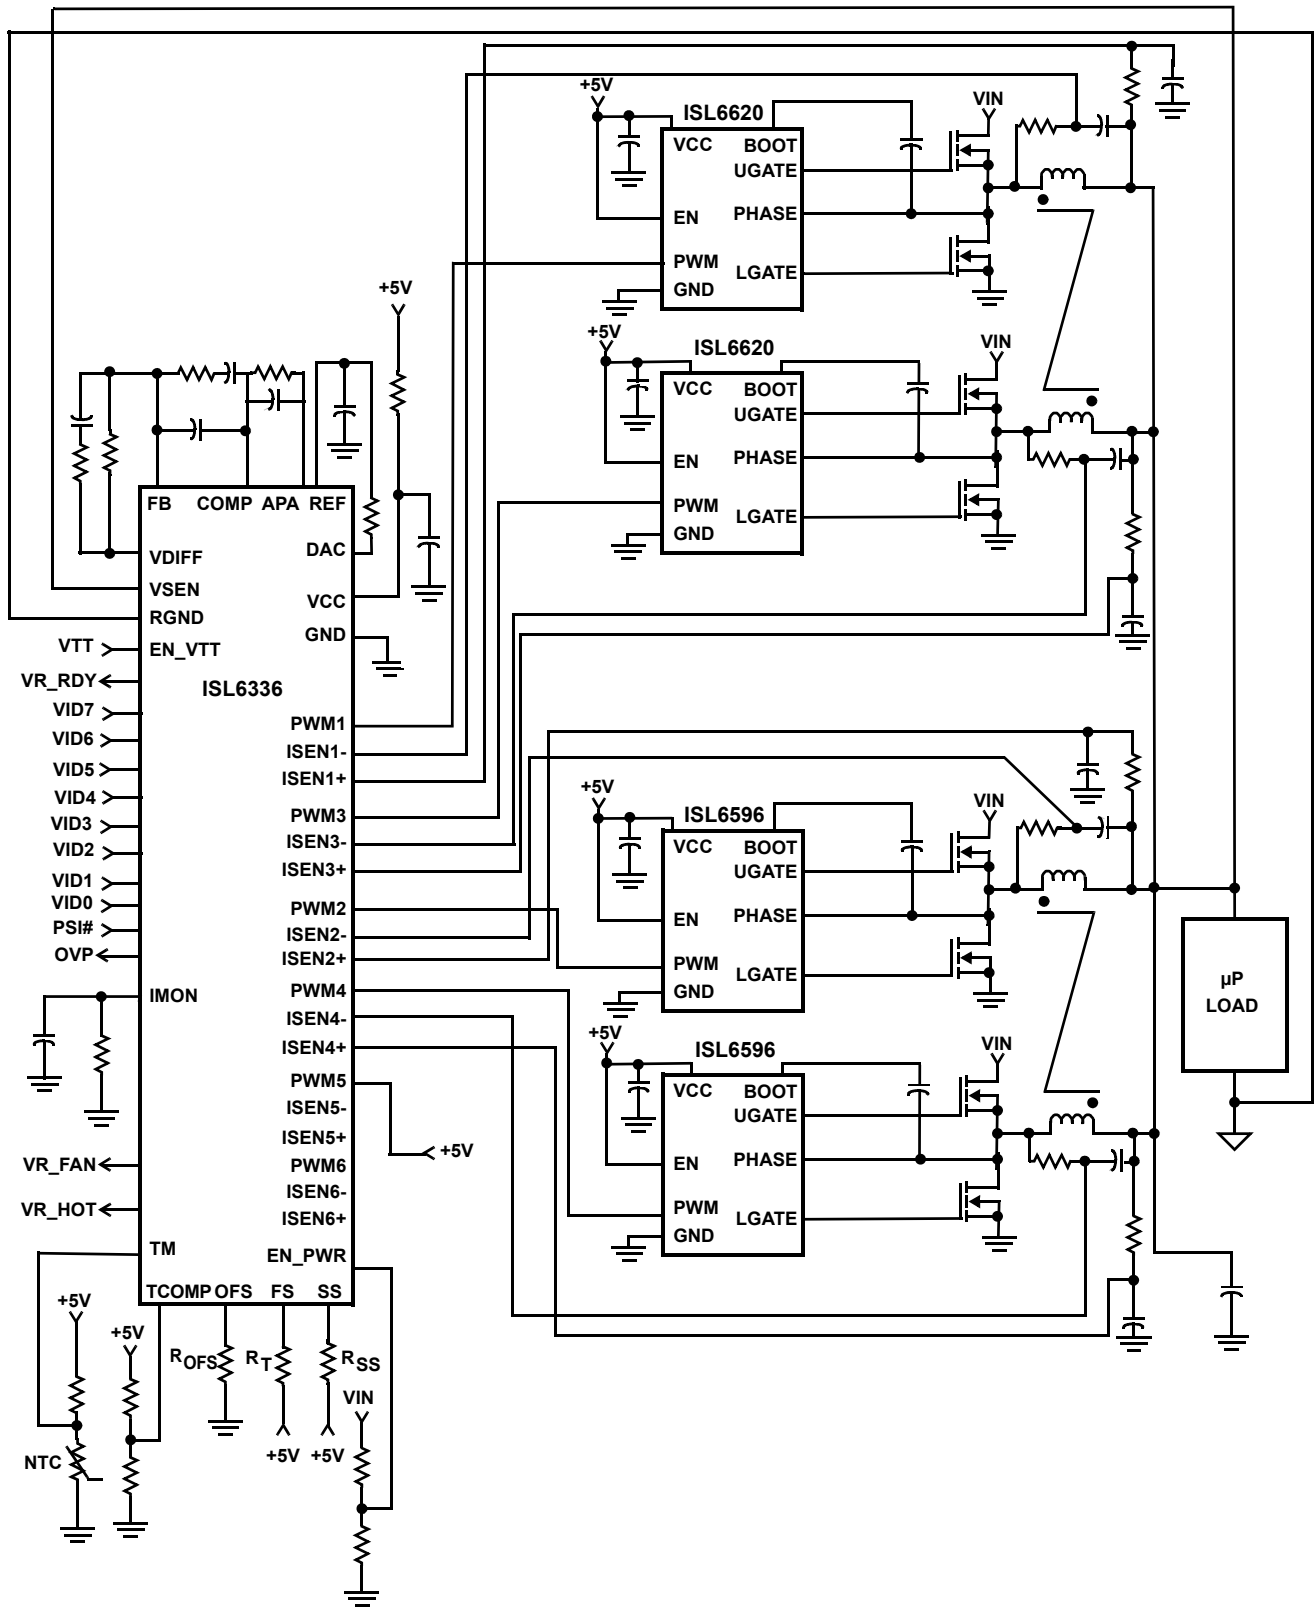 +5V
ISL6620
VCC
BOOT
UGATE
EN
PHASE
PWM
LGATE
GND
VIN
+5V
ISL6620
VCC
BOOT
UGATE
EN
PHASE
PWM
LGATE
GND
VIN
+5V
FB
COMP
APA
REF
VDIFF
DAC
VSEN
VCC
RGND
GND
VTT
EN_VTT
VR_RDY
ISL6336
VID7
VID6
VID5
VID4
VID3
VID2
VID1
VID0
PSI#
OVP
IMON
PWM1
ISEN1-
ISEN1+
PWM3
ISEN3-
ISEN3+
PWM2
ISEN2-
ISEN2+
PWM4
ISEN4-
ISEN4+
PWM5
ISEN5-
ISEN5+
+5V
PWM6
ISEN6-
ISEN6+
EN_PWR
VR_FAN
VR_HOT
TM
TCOMP
OFS
FS
SS
+5V
ISL6596
VCC
BOOT
UGATE
EN
PHASE
PWM
LGATE
GND
VIN
+5V
ISL6596
VCC
BOOT
UGATE
EN
PHASE
PWM
LGATE
GND
VIN
µP
LOAD
+5V
+5V
ROFS
RT
RSS
VIN
+5V
+5V
NTC